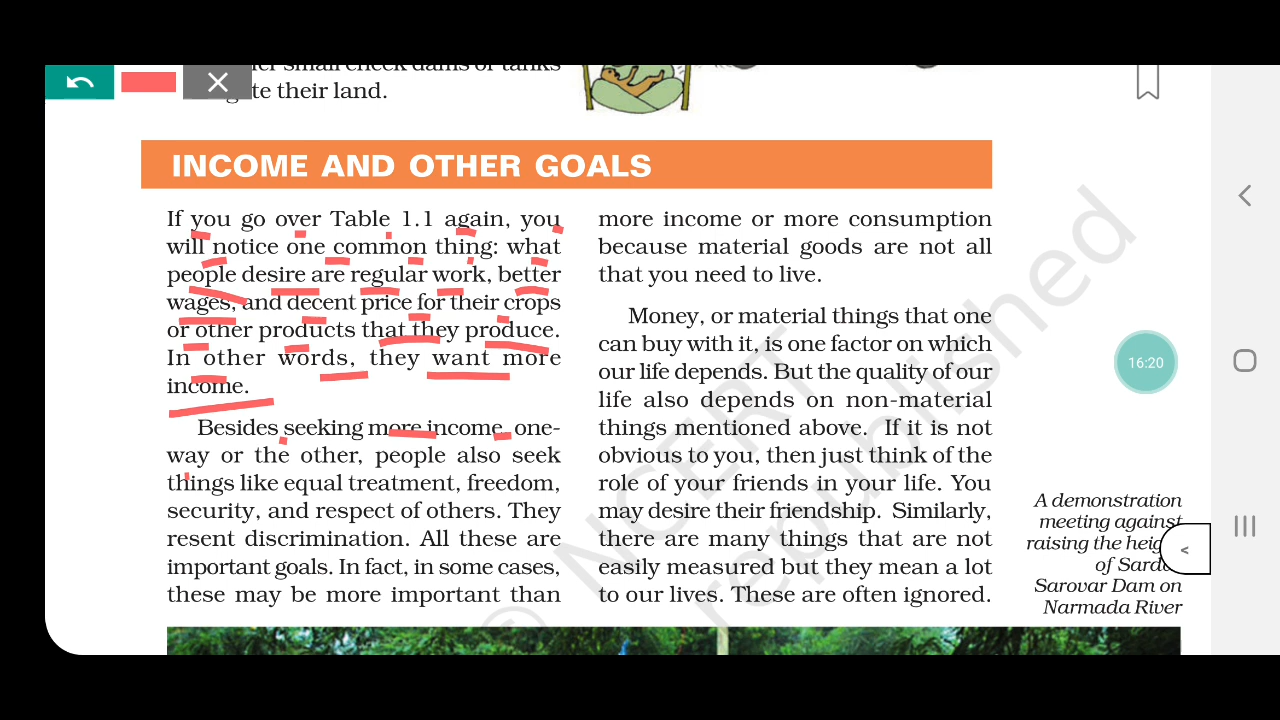 small check dams or tanks
their land.
INCOME AND OTHER GOALS
If you go over Table 1.1 again, you
will notice one common thing: what
people desire are regular work, better
wages, and decent price for their crops
or other products that they produce.
In other words, they want more
income.
Besides seeking more income, one-
way or the other, people also seek
things like equal treatment, freedom,
security, and respect of others. They
resent discrimination. All these are
important goals. In fact, in some cases,
these may be more important than
more income or more consumption
because material goods are not all
that you need to live.
Money, or material things that one
can buy with it, is one factor on which
our life depends. But the quality of our
life also depends on non-material
things mentioned above. If it is not
obvious to you, then just think of the
role of your friends in your life. You
may desire their friendship. Similarly,
there are many things that are not
easily measured but they mean a lot
to our lives. These are often ignored.
A demonstration
meeting against
raising the
of
Sarovar Dam on
Narmada River
16:20
© NCERT
republished